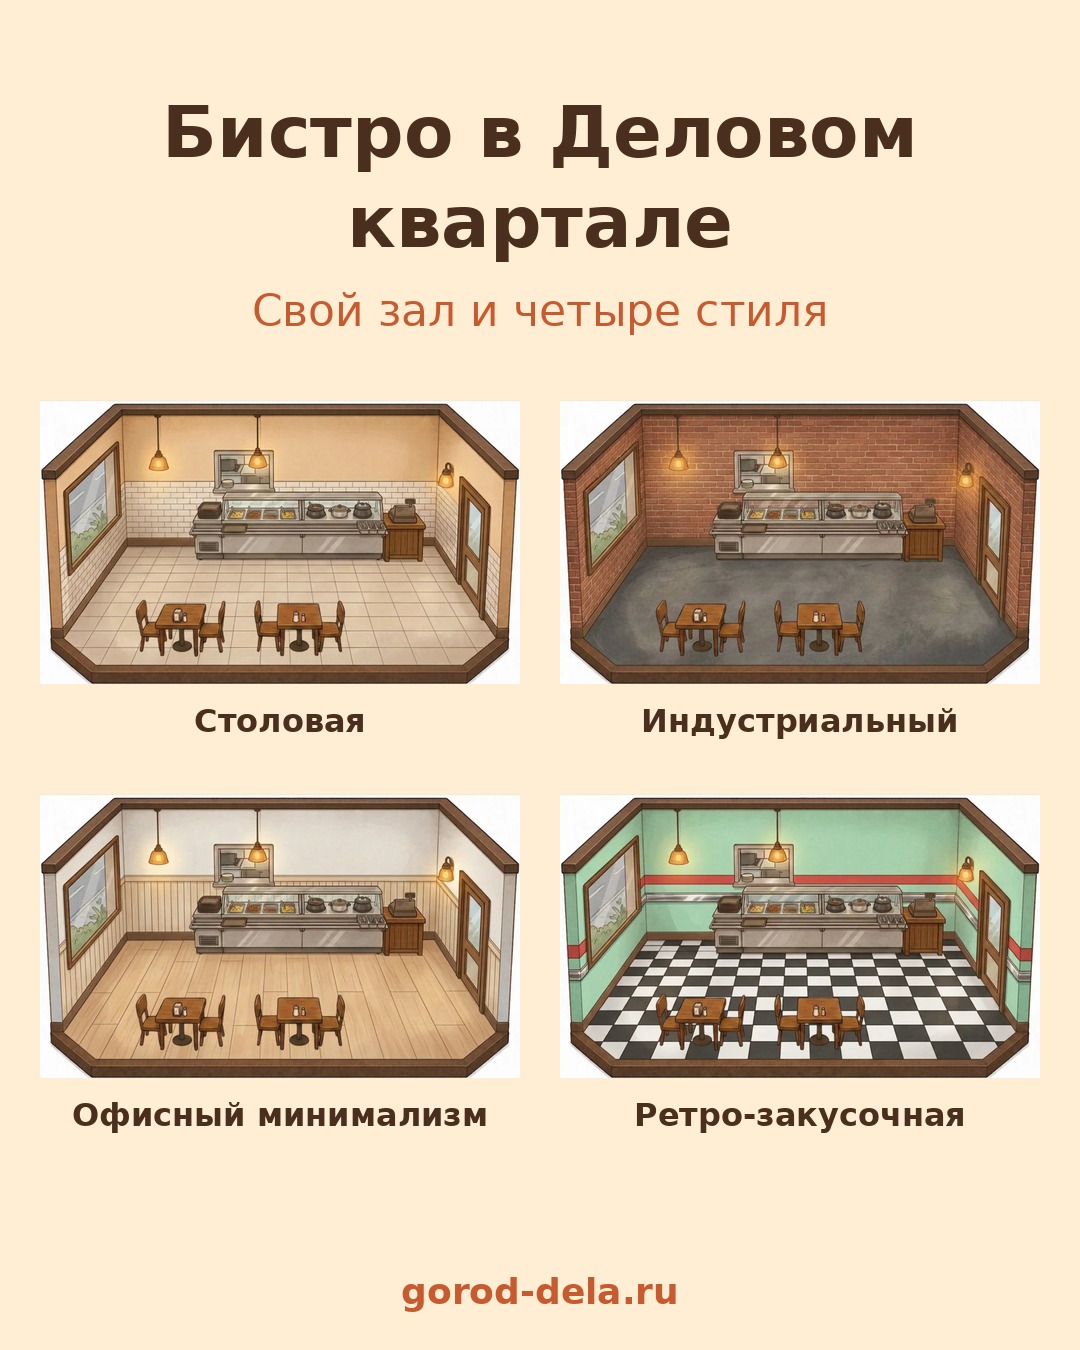 Бистро в Деловом
квартале
Свой зал и четыре стиля
Столовая
Индустриальный
Офисный минимализм
Ретро-закусочная
gorod-dela.ru